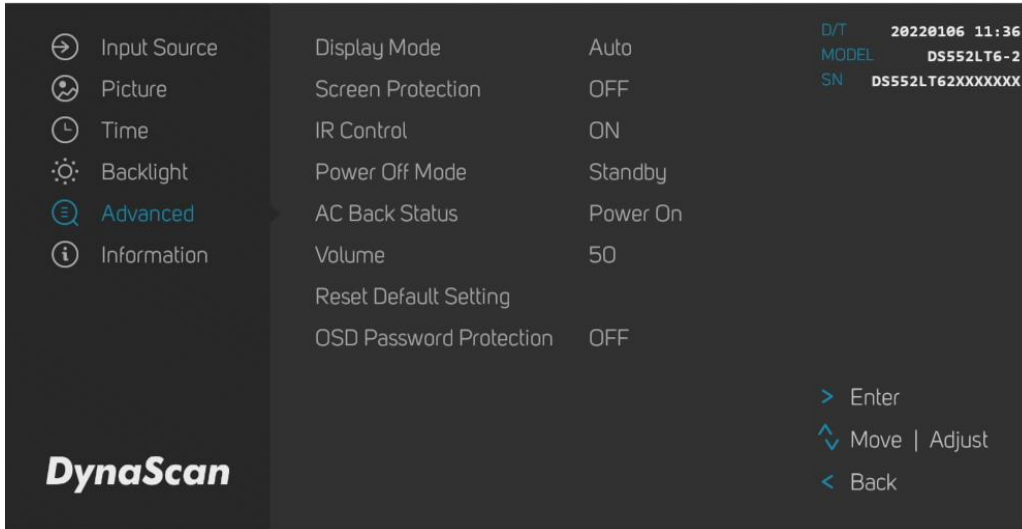 Input Source
Picture
Time
Backlight
Advanced
Information
DynaScan
Display Mode Auto
Screen Protection OFF
IR Control ON
Power Off Mode Standby
AC Back Status Power On
Volume 50
Reset Default Setting
OSD Password Protection OFF
D/T 20220106 11:36
MODEL DS552LT6-2
SN DS552LT62XXXXXXX
> Enter
Move | Adjust
< Back